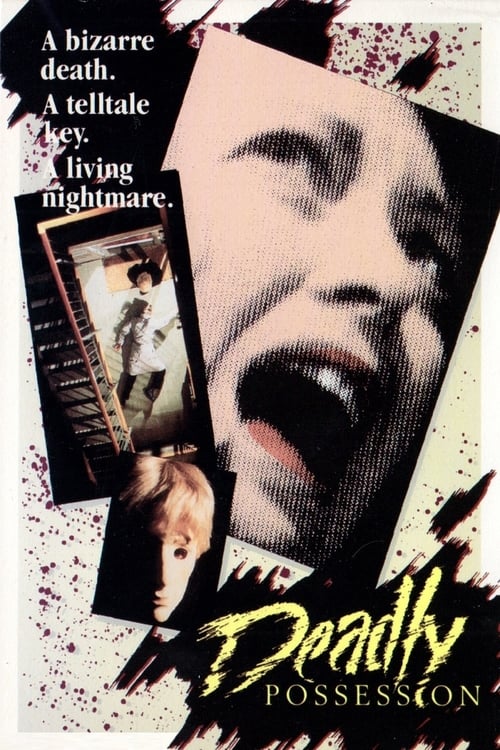 A bizarre
death.
A telltale
key.
A living
nightmare.
Deadly
POSSESSION